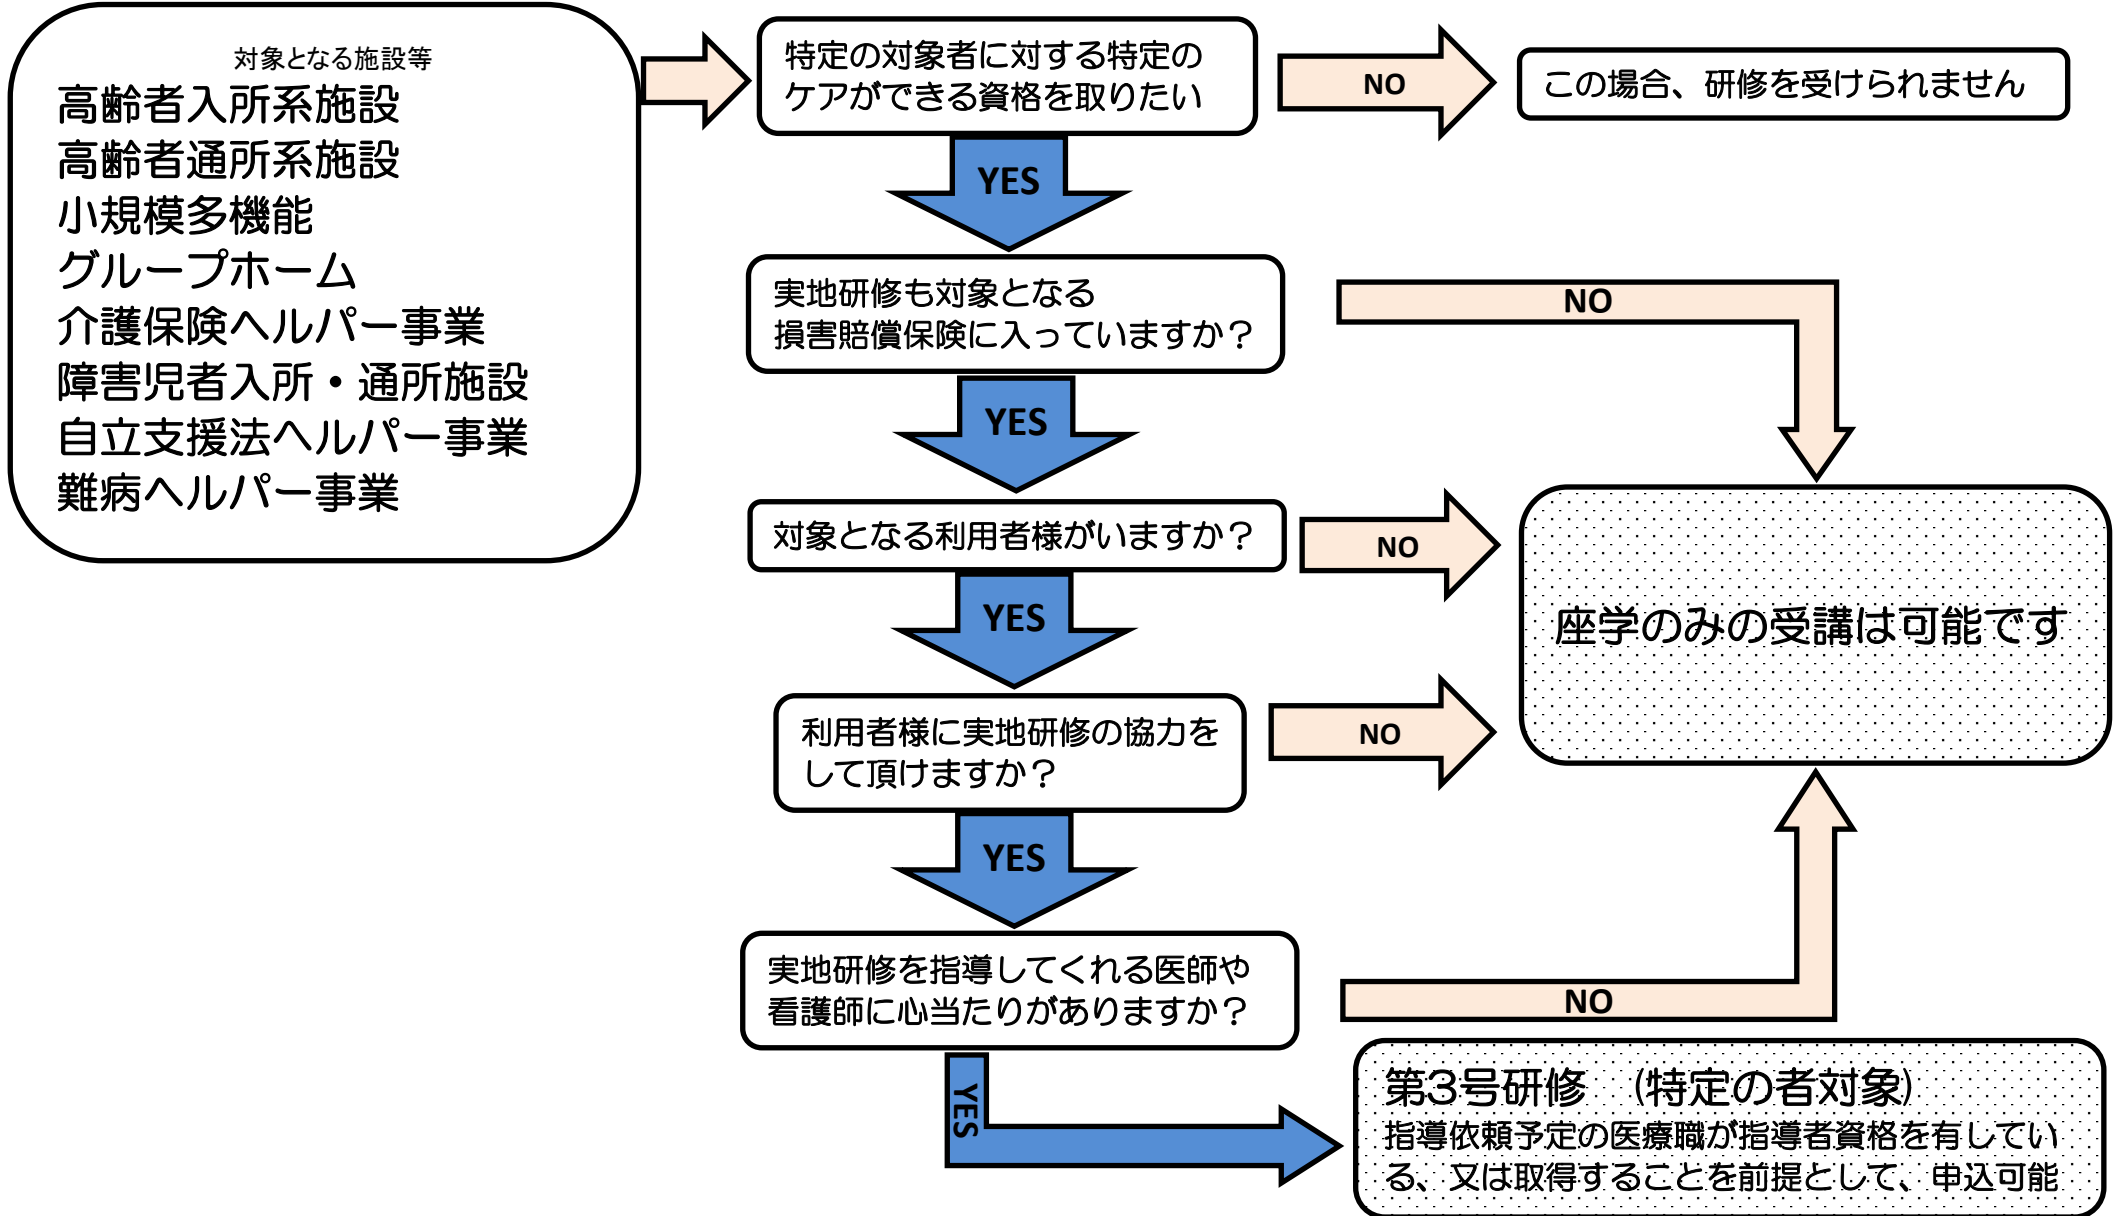 対象となる施設等
高齢者入所系施設
高齢者通所系施設
小規模多機能
グループホーム
介護保険ヘルパー事業
障害児者入所・通所施設
自立支援法ヘルパー事業
難病ヘルパー事業
特定の対象者に対する特定の
ケアができる資格を取りたい
NO
この場合、研修を受けられません
YES
実地研修も対象となる
損害賠償保険に入っていますか？
NO
YES
対象となる利用者様がいますか？
NO
座学のみの受講は可能です
YES
利用者様に実地研修の協力を
して頂けますか？
NO
YES
実地研修を指導してくれる医師や
看護師に心当たりがありますか？
NO
YES
第3号研修　(特定の者対象)
指導依頼予定の医療職が指導者資格を有してい
る、又は取得することを前提として、申込可能